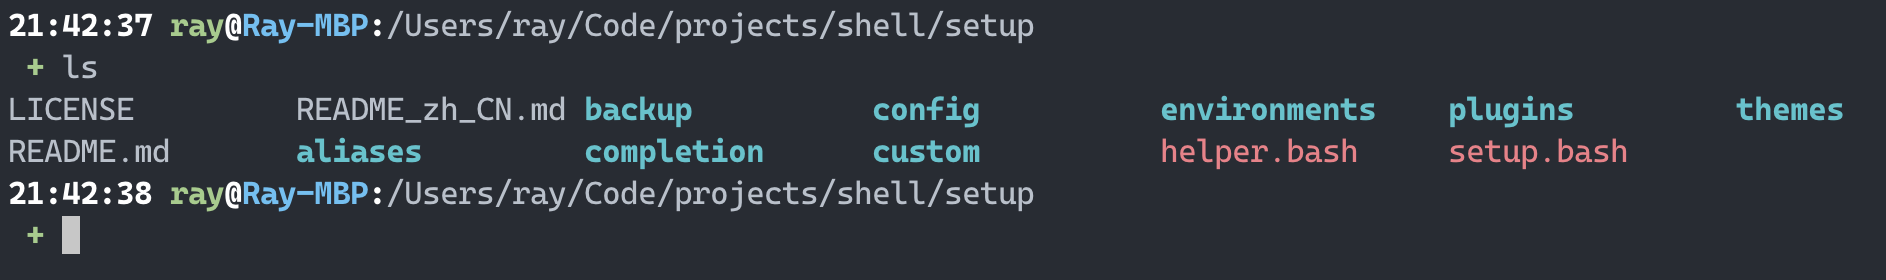 21:42:37 ray@Ray-MBP:/Users/ray/Code/projects/shell/setup
+ ls
LICENSE README_zh_CN.md backup config environments plugins themes
README.md aliases completion custom helper.bash setup.bash
21:42:38 ray@Ray-MBP:/Users/ray/Code/projects/shell/setup
+